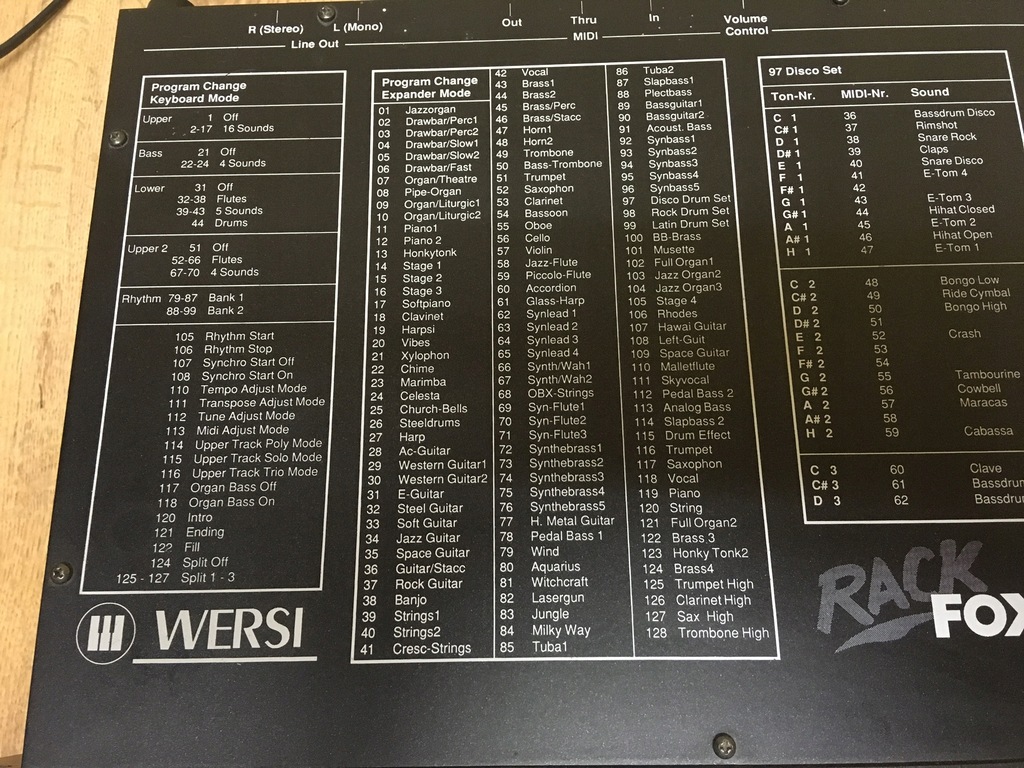 R (Stereo) L (Mono) Out Thru In Volume Control
Line Out MIDI
Program Change
Keyboard Mode
Upper 1 Off
2-17 16 Sounds
Bass 21 Off
22-24 4 Sounds
Lower 31 Off
32-38 Flutes
39-43 5 Sounds
44 Drums
Upper 2 51 Off
52-66 Flutes
67-70 4 Sounds
Rhythm 79-87 Bank 1
88-99 Bank 2
105 Rhythm Start
106 Rhythm Stop
107 Synchro Start Off
108 Synchro Start On
110 Tempo Adjust Mode
111 Transpose Adjust Mode
112 Tune Adjust Mode
113 Midi Adjust Mode
114 Upper Track Poly Mode
115 Upper Track Solo Mode
116 Upper Track Trio Mode
117 Organ Bass Off
118 Organ Bass On
120 Intro
121 Ending
122 Fill
124 Split Off
125 - 127 Split 1 - 3
WERSI
Program Change
Expander Mode
01 Jazzorgan
02 Drawbar/Perc1
03 Drawbar/Perc2
04 Drawbar/Slow1
05 Drawbar/Slow2
06 Drawbar/Fast
07 Organ/Theatre
08 Pipe-Organ
09 Organ/Liturgic1
10 Organ/Liturgic2
11 Piano1
12 Piano 2
13 Honkytonk
14 Stage 1
15 Stage 2
16 Stage 3
17 Softpiano
18 Clavinet
19 Harpsi
20 Vibes
21 Xylophon
22 Chime
23 Marimba
24 Celesta
25 Church-Bells
26 Steeldrums
27 Harp
28 Ac-Guitar
29 Western Guitar1
30 Western Guitar2
31 E-Guitar
32 Steel Guitar
33 Soft Guitar
34 Jazz Guitar
35 Space Guitar
36 Guitar/Stacc
37 Rock Guitar
38 Banjo
39 Strings1
40 Strings2
41 Cresc-Strings
42 Vocal
43 Brass1
44 Brass2
45 Brass/Perc
46 Brass/Stacc
47 Horn1
48 Horn2
49 Trombone
50 Bass-Trombone
51 Trumpet
52 Saxophon
53 Clarinet
54 Bassoon
55 Oboe
56 Cello
57 Violin
58 Jazz-Flute
59 Piccolo-Flute
60 Accordion
61 Glass-Harp
62 Synlead 1
63 Synlead 2
64 Synlead 3
65 Synlead 4
66 Synth/Wah1
67 Synth/Wah2
68 OBX-Strings
69 Syn-Flute1
70 Syn-Flute2
71 Syn-Flute3
72 Synthebrass1
73 Synthebrass2
74 Synthebrass3
75 Synthebrass4
76 Synthebrass5
77 H. Metal Guitar
78 Pedal Bass 1
79 Wind
80 Aquarius
81 Witchcraft
82 Lasergun
83 Jungle
84 Milky Way
85 Tuba1
86 Tuba2
87 Slapbass1
88 Plectbass
89 Bassguitar1
90 Bassguitar2
91 Acoust. Bass
92 Synbass1
93 Synbass2
94 Synbass3
95 Synbass4
96 Synbass5
97 Disco Drum Set
98 Rock Drum Set
99 Latin Drum Set
100 BB-Brass
101 Musette
102 Full Organ1
103 Jazz Organ2
104 Jazz Organ3
105 Stage 4
106 Rhodes
107 Hawai Guitar
108 Left-Guit
109 Space Guitar
110 Malletflute
111 Skyvocal
112 Pedal Bass 2
113 Analog Bass
114 Slapbass 2
115 Drum Effect
116 Trumpet
117 Saxophon
118 Vocal
119 Piano
120 String
121 Full Organ2
122 Brass 3
123 Honky Tonk2
124 Brass4
125 Trumpet High
126 Clarinet High
127 Sax High
128 Trombone High
97 Disco Set
Ton-Nr. MIDI-Nr. Sound
C 1 36 Bassdrum Disco
C# 1 37 Rimshot
D 1 38 Snare Rock
D# 1 39 Claps
E 1 40 Snare Disco
F 1 41 E-Tom 4
F# 1 42
G 1 43 E-Tom 3
G# 1 44 Hihat Closed
A 1 45 E-Tom 2
A# 1 46 Hihat Open
H 1 47 E-Tom 1
C 2 48 Bongo Low
C# 2 49 Ride Cymbal
D 2 50 Bongo High
D# 2 51
E 2 52 Crash
F 2 53
F# 2 54
G 2 55 Tambourine
G# 2 56 Cowbell
A 2 57 Maracas
A# 2 58
H 2 59 Cabassa
C 3 60 Clave
C# 3 61 Bassdru
D 3 62 Bassdru
RACK
FOX